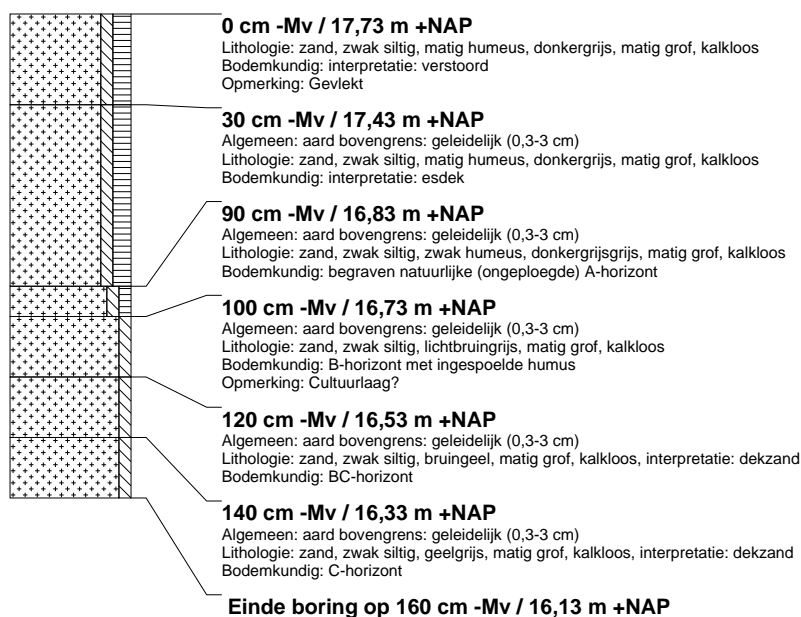 0 cm -Mv / 17,73 m +NAP
Lithologie: zand, zwak siltig, matig humeus, donkergrijs, matig grof, kalkloos
Bodemkundig: interpretatie: verstoord
Opmerking: Gevlekt
30 cm -Mv / 17,43 m +NAP
Algemeen: aard bovengrens: geleidelijk (0,3-3 cm)
Lithologie: zand, zwak siltig, matig humeus, donkergrijs, matig grof, kalkloos
Bodemkundig: interpretatie: esdek
90 cm -Mv / 16,83 m +NAP
Algemeen: aard bovengrens: geleidelijk (0,3-3 cm)
Lithologie: zand, zwak siltig, zwak humeus, donkergrijsgrijs, matig grof, kalkloos
Bodemkundig: begraven natuurlijke (ongeploegde) A-horizont
100 cm -Mv / 16,73 m +NAP
Algemeen: aard bovengrens: geleidelijk (0,3-3 cm)
Lithologie: zand, zwak siltig, lichtbruingrijs, matig grof, kalkloos
Bodemkundig: B-horizont met ingespoelde humus
Opmerking: Cultuurlaag?
120 cm -Mv / 16,53 m +NAP
Algemeen: aard bovengrens: geleidelijk (0,3-3 cm)
Lithologie: zand, zwak siltig, bruingeel, matig grof, kalkloos, interpretatie: dekzand
Bodemkundig: BC-horizont
140 cm -Mv / 16,33 m +NAP
Algemeen: aard bovengrens: geleidelijk (0,3-3 cm)
Lithologie: zand, zwak siltig, geelgrijs, matig grof, kalkloos, interpretatie: dekzand
Bodemkundig: C-horizont
Einde boring op 160 cm -Mv / 16,13 m +NAP